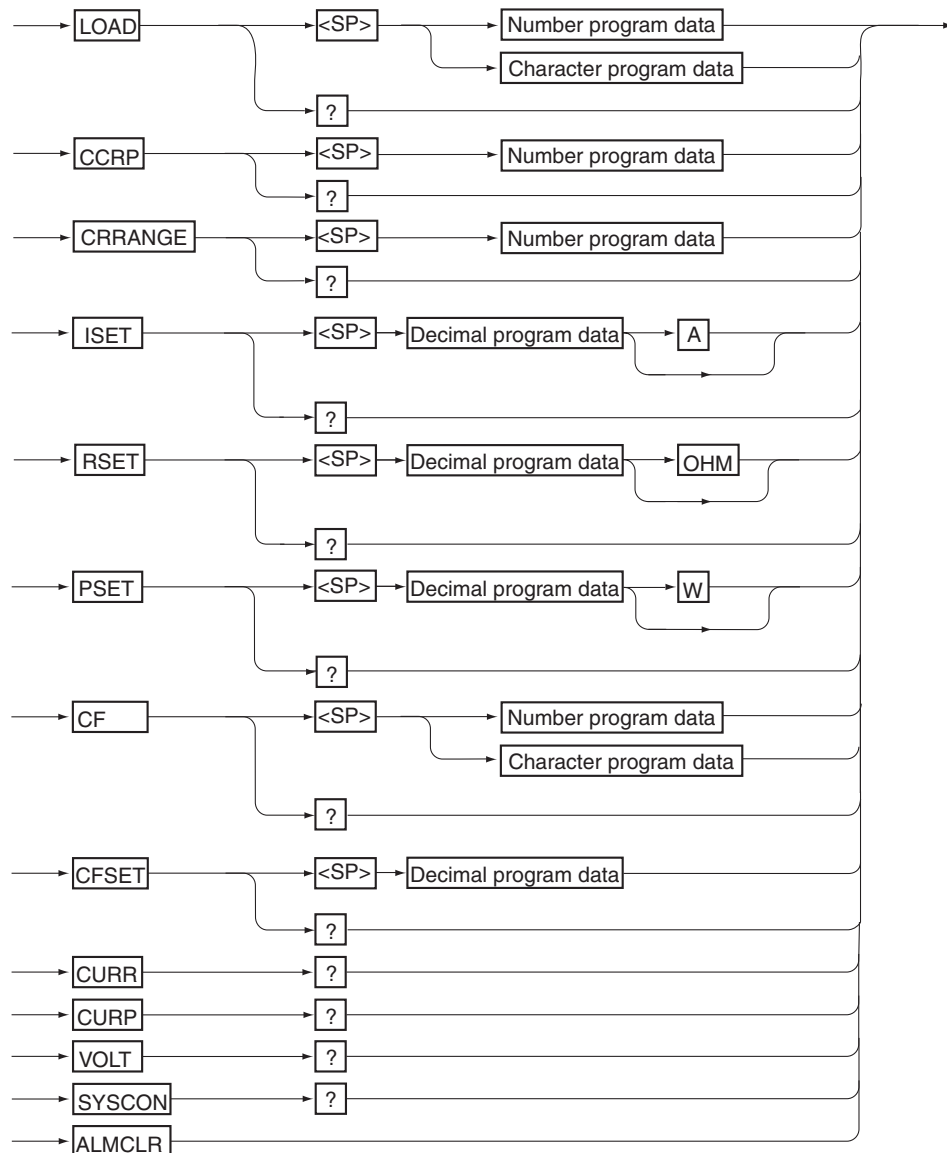 LOAD <SP> Number program data
Character program data
?
CCRP <SP> Number program data
?
CRRANGE <SP> Number program data
?
ISET <SP> Decimal program data A
?
RSET <SP> Decimal program data OHM
?
PSET <SP> Decimal program data W
?
CF <SP> Number program data
Character program data
?
CFSET <SP> Decimal program data
?
CURR ?
CURP ?
VOLT ?
SYSCON ?
ALMCLR